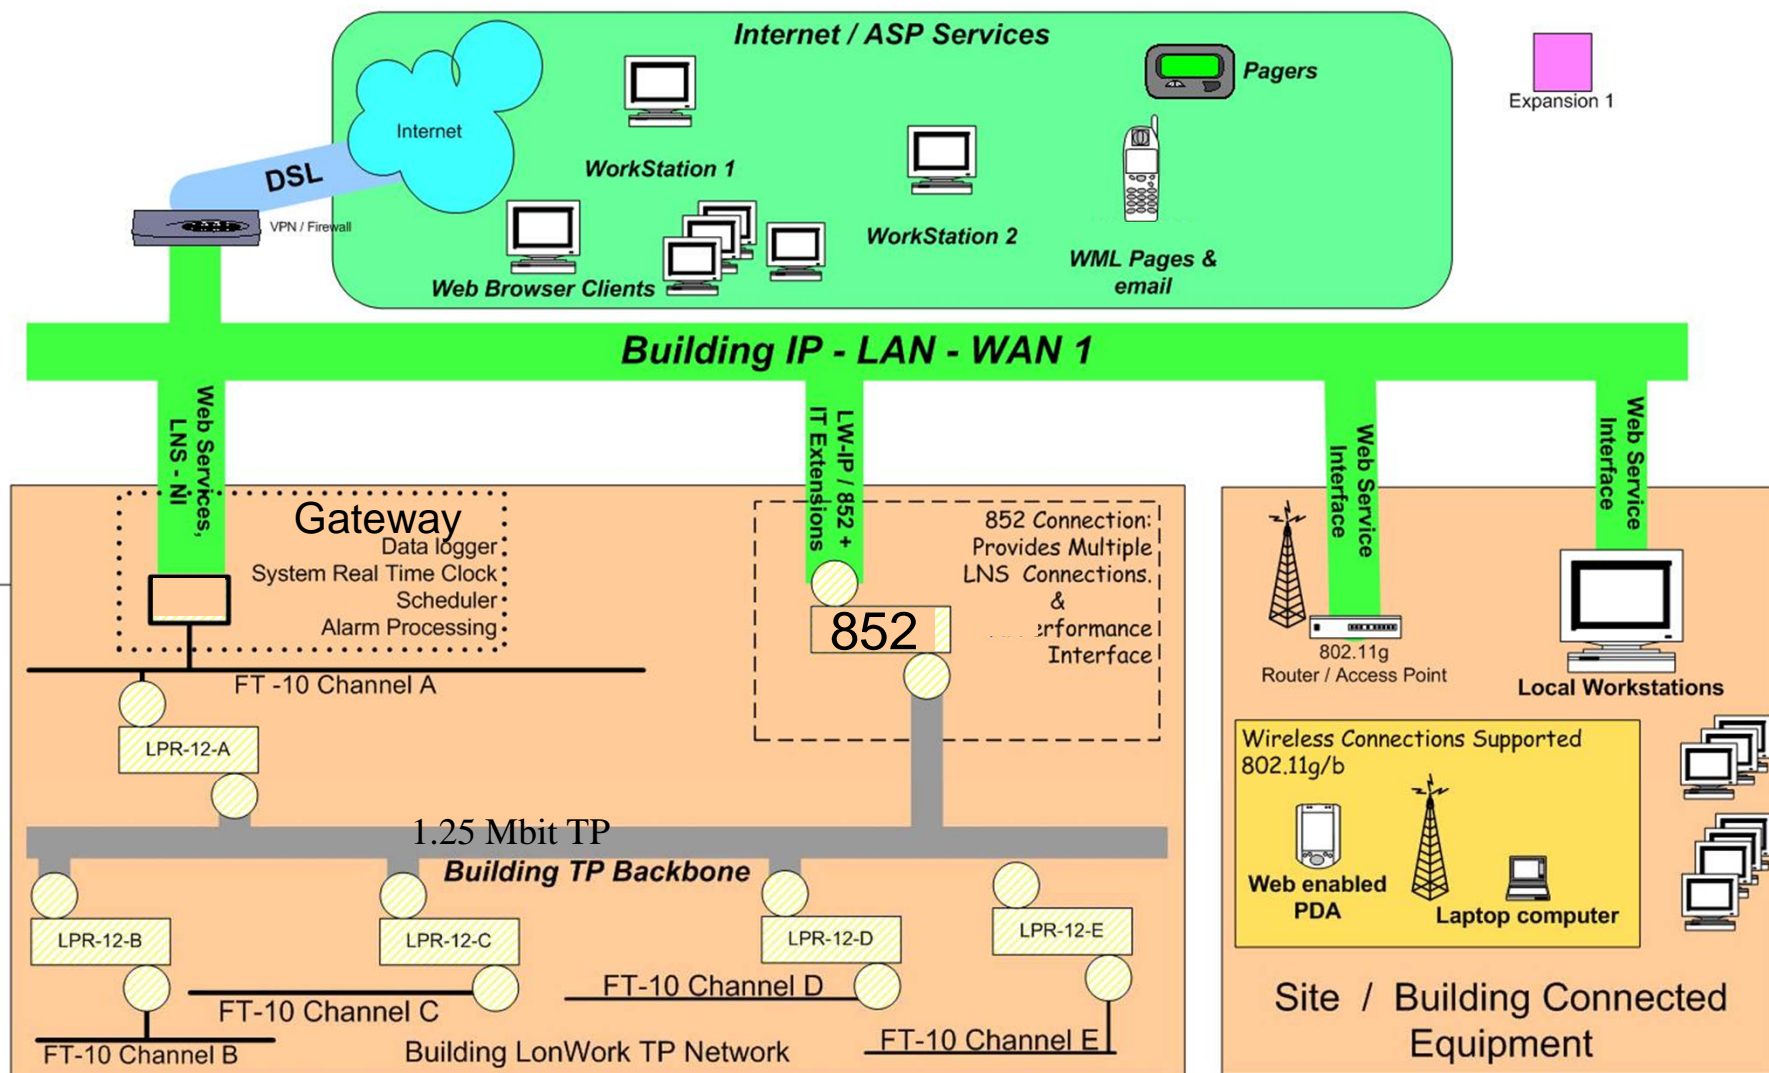 Internet / ASP Services
Pagers
Expansion 1
Internet
WorkStation 1
DSL
VPN / Firewall
WorkStation 2
WML Pages &
email
Web Browser Clients
Building IP - LAN - WAN 1
Web Services,
LNS - NI
LW-IP / 852 +
IT Extensions
Web Service
Interface
Web Service
Interface
Gateway
Data logger
System Real Time Clock
Scheduler
Alarm Processing
852 Connection:
Provides Multiple
LNS Connections.
&
erformance
Interface
852
802.11g
Router / Access Point
Local Workstations
FT -10 Channel A
LPR-12-A
Wireless Connections Supported
802.11g/b
Web enabled
PDA
Laptop computer
1.25 Mbit TP
Building TP Backbone
LPR-12-B
LPR-12-C
LPR-12-D
LPR-12-E
FT-10 Channel D
FT-10 Channel C
FT-10 Channel E
FT-10 Channel B
Building LonWork TP Network
Site / Building Connected
Equipment